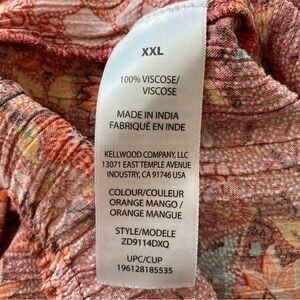 XXL
100% VISCOSE/
VISCOSE
MADE IN INDIA
FABRIQUÉ EN INDE
KELLWOOD COMPANY, LLC
13071 EAST TEMPLE AVENUE
INDUSTRY, CA 91746 USA
COLOUR/COULEUR
ORANGE MANGO /
ORANGE MANGUE
STYLE/MODELE
ZD9114DXQ
UPC/CUP
196128185535